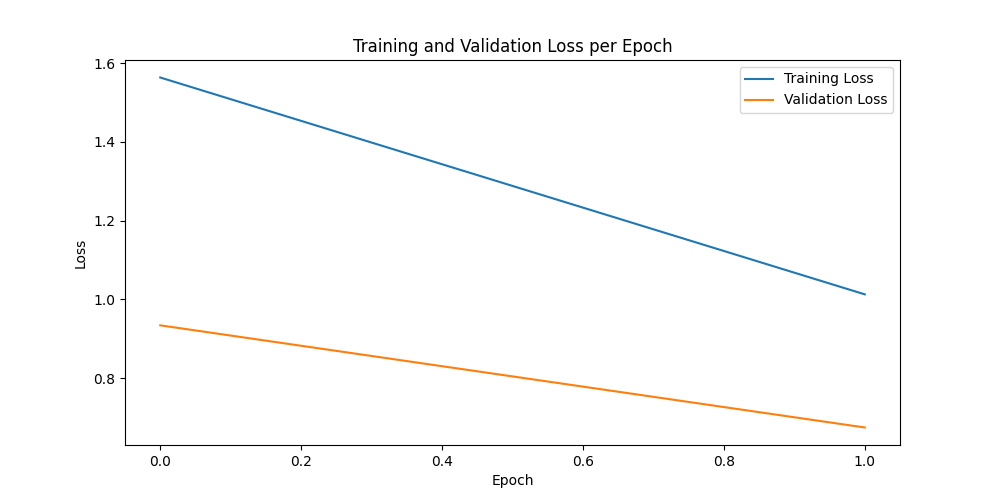 Training and Validation Loss per Epoch
Training Loss
Validation Loss
Loss
1.6
1.4
1.2
1.0
0.8
0.0 0.2 0.4 0.6 0.8 1.0
Epoch